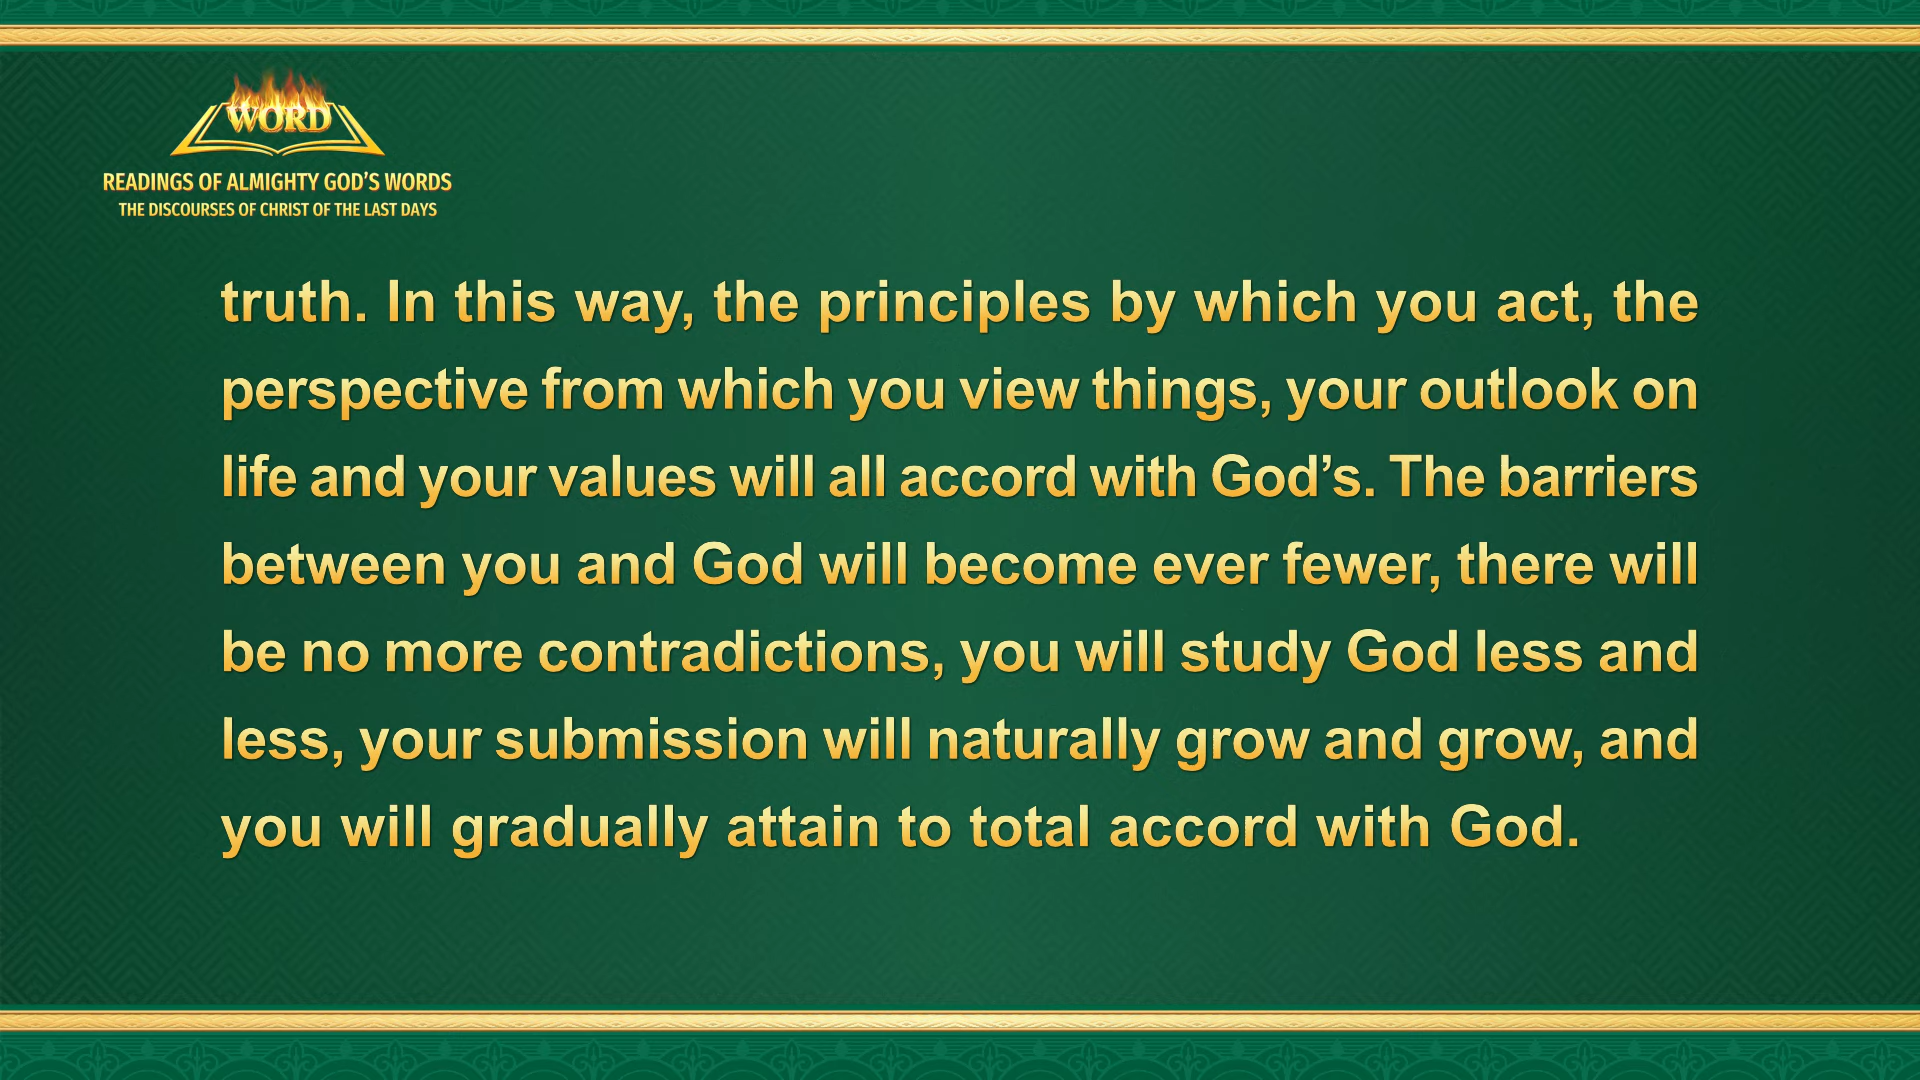 WORD
READINGS OF ALMIGHTY GOD’S WORDS
THE DISCOURSES OF CHRIST OF THE LAST DAYS
truth. In this way, the principles by which you act, the
perspective from which you view things, your outlook on
life and your values will all accord with God’s. The barriers
between you and God will become ever fewer, there will
be no more contradictions, you will study God less and
less, your submission will naturally grow and grow, and
you will gradually attain to total accord with God.